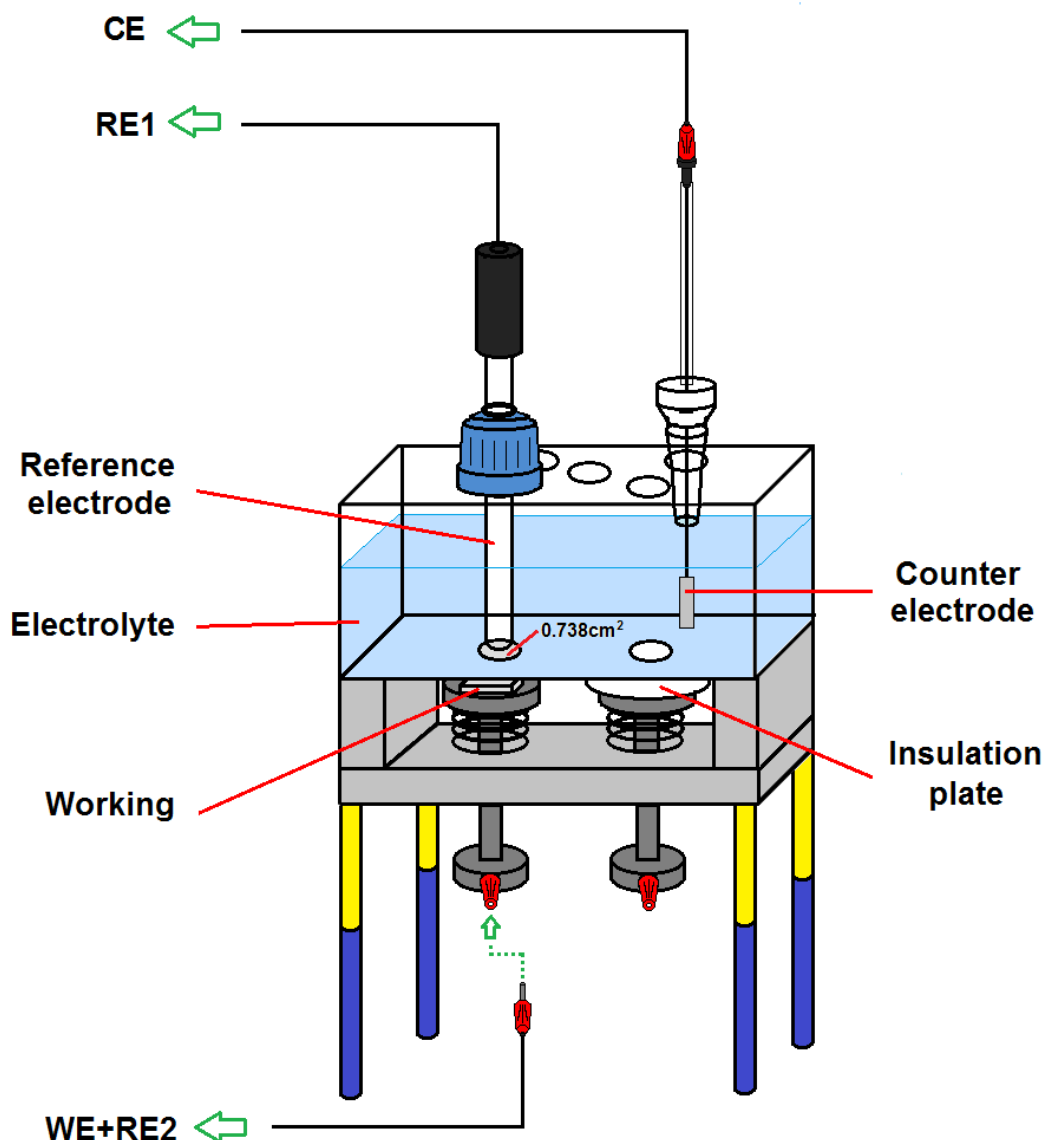 CE
RE1
Reference
electrode
Counter
electrode
Electrolyte
0.738cm²
Insulation
plate
Working
WE+RE2